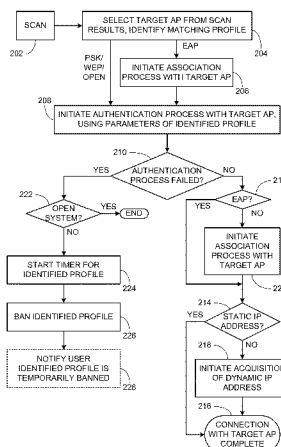 SCAN
202
SELECT TARGET AP FROM SCAN
RESULTS, IDENTIFY MATCHING PROFILE
204
PSK/
WEP/
OPEN
EAP
INITIATE ASSOCIATION
PROCESS WITH TARGET AP
206
208
INITIATE AUTHENTICATION PROCESS WITH TARGET AP,
USING PARAMETERS OF IDENTIFIED PROFILE
210
YES
AUTHENTICATION
PROCESS FAILED?
NO
222
OPEN
SYSTEM?
YES
END
NO
21
YES
EAP?
NO
START TIMER FOR
IDENTIFIED PROFILE
224
INITIATE
ASSOCIATION
PROCESS WITH
TARGET AP
22
BAN IDENTIFIED PROFILE
226
214
YES
STATIC IP
ADDRESS?
NO
NOTIFY USER
IDENTIFIED PROFILE IS
TEMPORARILY BANNED
228
218
INITIATE ACQUISITION
OF DYNAMIC IP
ADDRESS
216
CONNECTION
WITH TARGET AP
COMPLETE